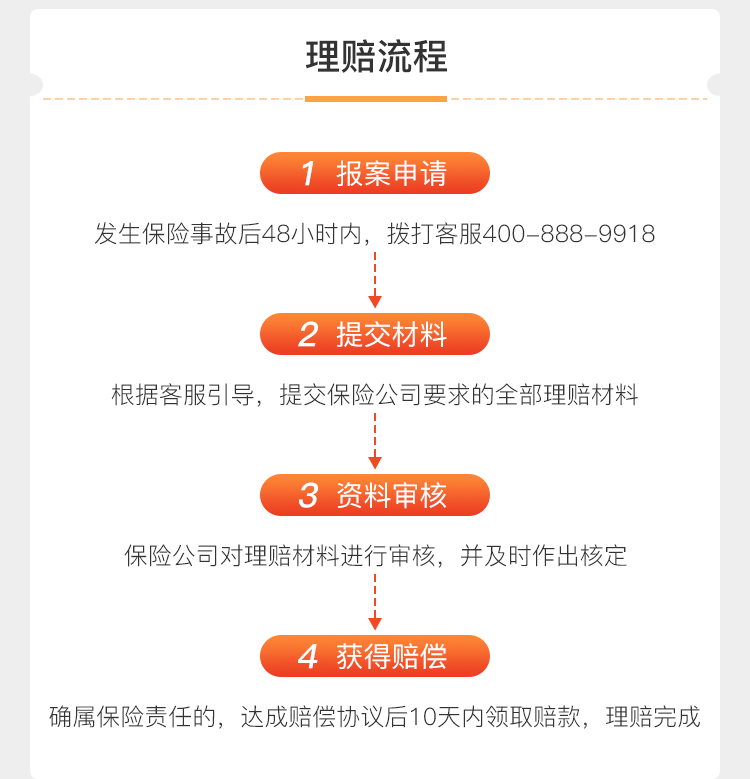 理赔流程
1 报案申请
发生保险事故后48小时内，拨打客服400-888-9918
2 提交材料
根据客服引导，提交保险公司要求的全部理赔材料
3 资料审核
保险公司对理赔材料进行审核，并及时作出核定
4 获得赔偿
确属保险责任的，达成赔偿协议后10天内领取赔款，理赔完成